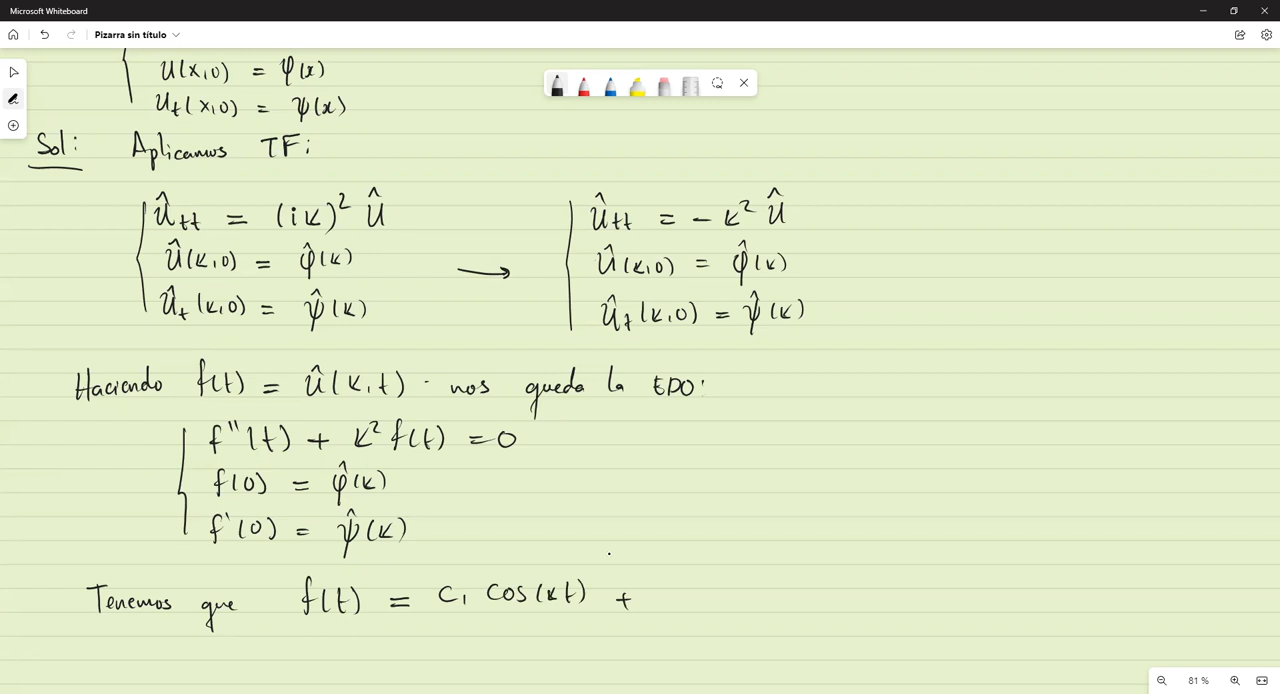 Microsoft Whiteboard
Pizarra sin título
u(x,0) = φ(x)
u_t(x,0) = ψ(x)
Sol: Aplicamos TF:
û_tt = (ik)² û
û(k,0) = φ̂(k)
û_t(k,0) = ψ̂(k)
→
û_tt = - k² û
û(k,0) = φ̂(k)
û_t(k,0) = ψ̂(k)
Haciendo f(t) = û(k,t) · nos queda la EDO:
f''(t) + k² f(t) = 0
f(0) = φ̂(k)
f'(0) = ψ̂(k)
Tenemos que f(t) = C₁ cos(kt) +
81 %